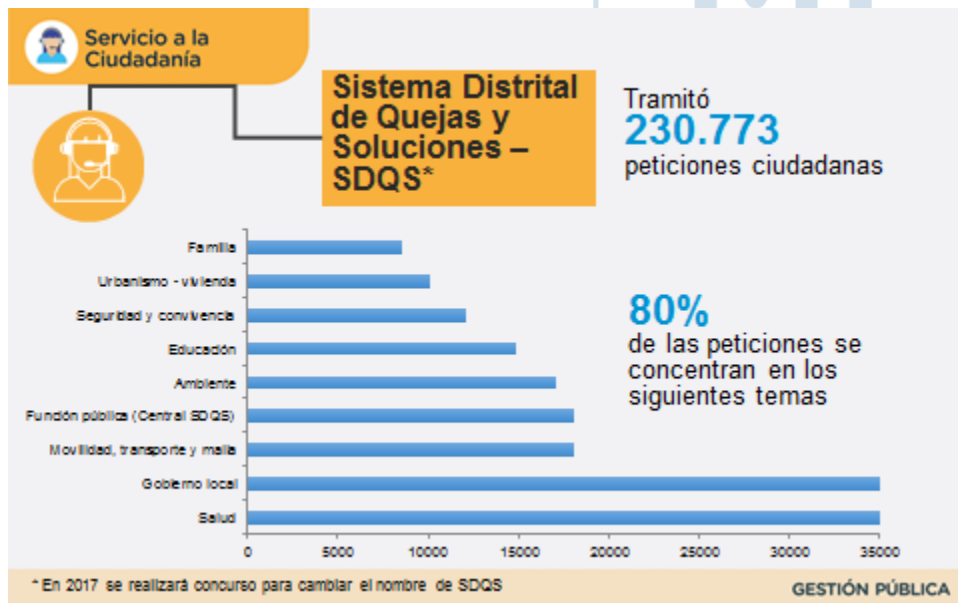 Servicio a la
Ciudadanía
Sistema Distrital
de Quejas y
Soluciones –
SDQS*
Tramitó
230.773
peticiones ciudadanas
Familia
Urbanismo - vivienda
Seguridad y convivencia
Educación
Ambiente
Función pública (Central SDQS)
Movilidad, transporte y malla
Gobierno local
Salud
0 5000 10000 15000 20000 25000 30000 35000
80%
de las peticiones se
concentran en los
siguientes temas
* En 2017 se realizará concurso para cambiar el nombre de SDQS
GESTIÓN PÚBLICA